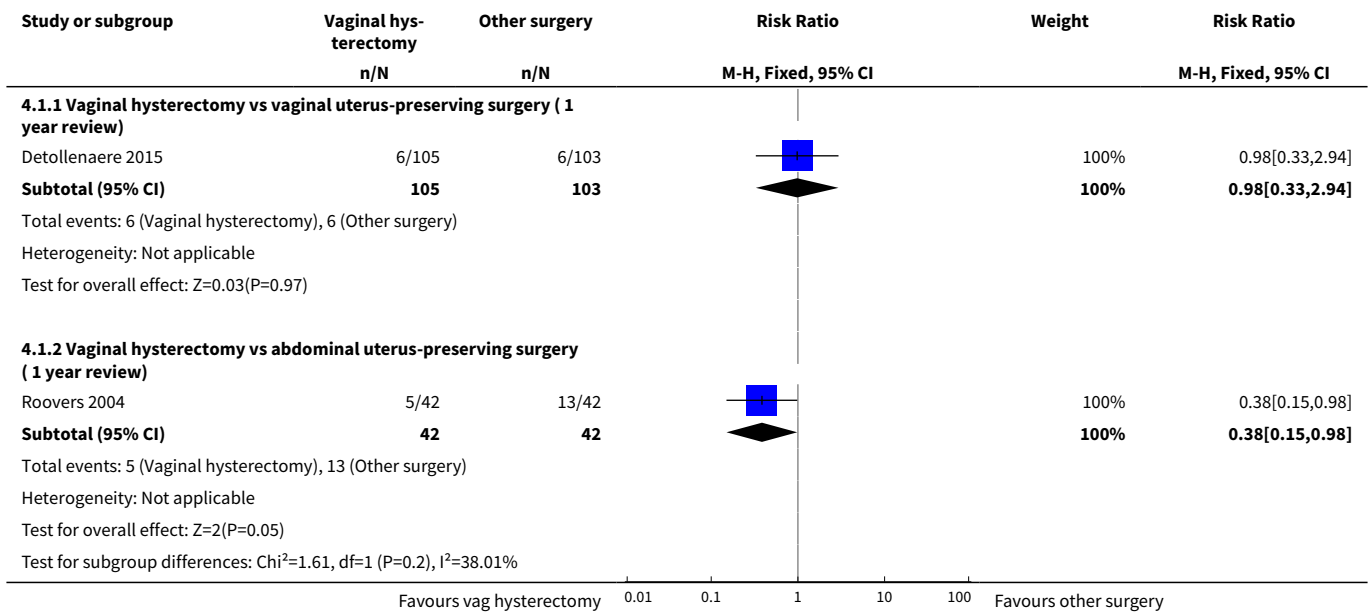 Study or subgroup Vaginal hys- Other surgery Risk Ratio Weight Risk Ratio
terectomy
n/N n/N M-H, Fixed, 95% CI M-H, Fixed, 95% CI
4.1.1 Vaginal hysterectomy vs vaginal uterus-preserving surgery ( 1
year review)
Detollenaere 2015 6/105 6/103 100% 0.98[0.33,2.94]
Subtotal (95% CI) 105 103 100% 0.98[0.33,2.94]
Total events: 6 (Vaginal hysterectomy), 6 (Other surgery)
Heterogeneity: Not applicable
Test for overall effect: Z=0.03(P=0.97)
4.1.2 Vaginal hysterectomy vs abdominal uterus-preserving surgery
( 1 year review)
Roovers 2004 5/42 13/42 100% 0.38[0.15,0.98]
Subtotal (95% CI) 42 42 100% 0.38[0.15,0.98]
Total events: 5 (Vaginal hysterectomy), 13 (Other surgery)
Heterogeneity: Not applicable
Test for overall effect: Z=2(P=0.05)
Test for subgroup differences: Chi²=1.61, df=1 (P=0.2), I²=38.01%
Favours vag hysterectomy 0.01 0.1 1 10 100 Favours other surgery